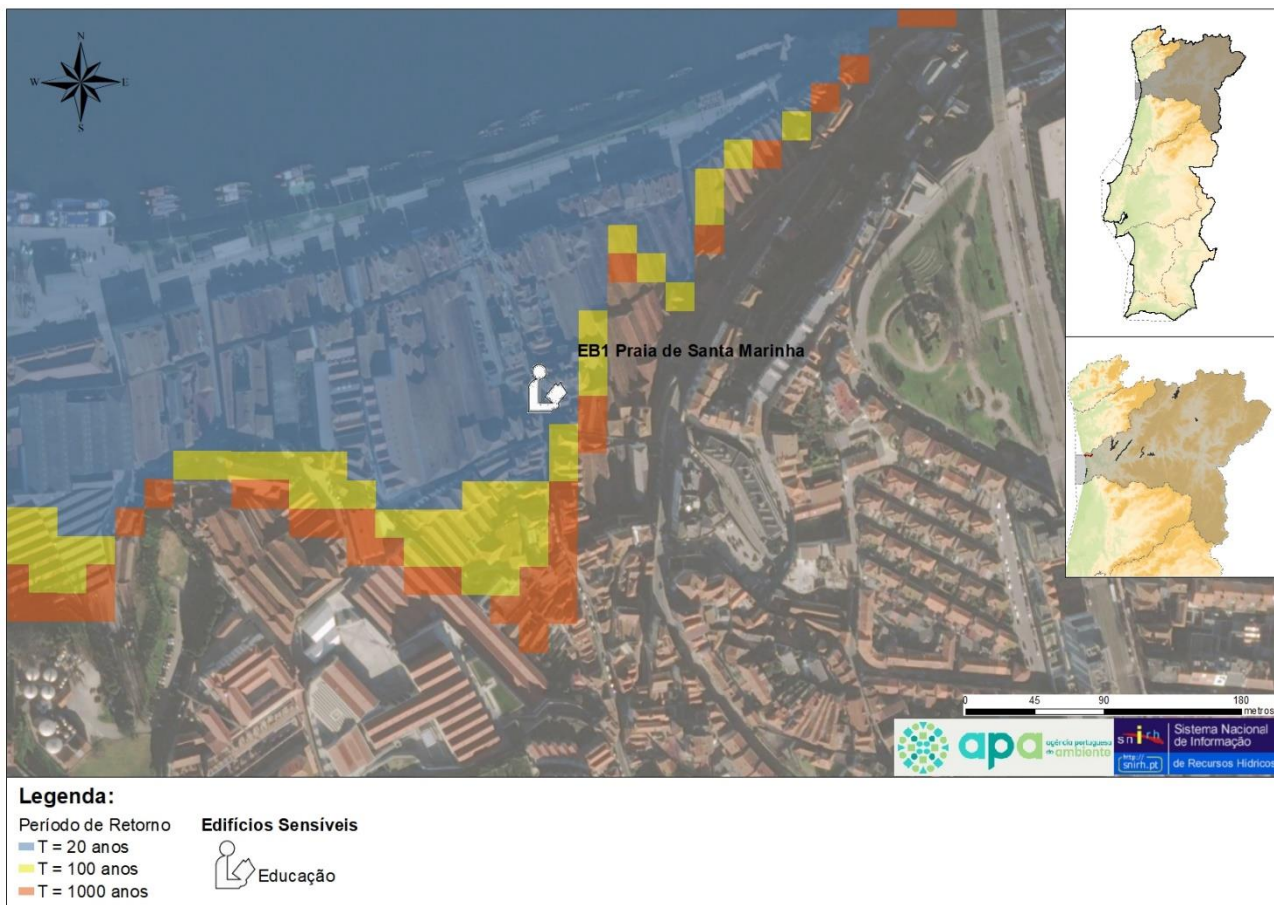 N
W E
S
EB1 Praia de Santa Marinha
0 45 90 180
metros
apa agência portuguesa do ambiente
snirh
http://
snirh.pt
Sistema Nacional
de Informação
de Recursos Hídricos
Legenda:
Período de Retorno
T = 20 anos
T = 100 anos
T = 1000 anos
Edifícios Sensíveis
Educação